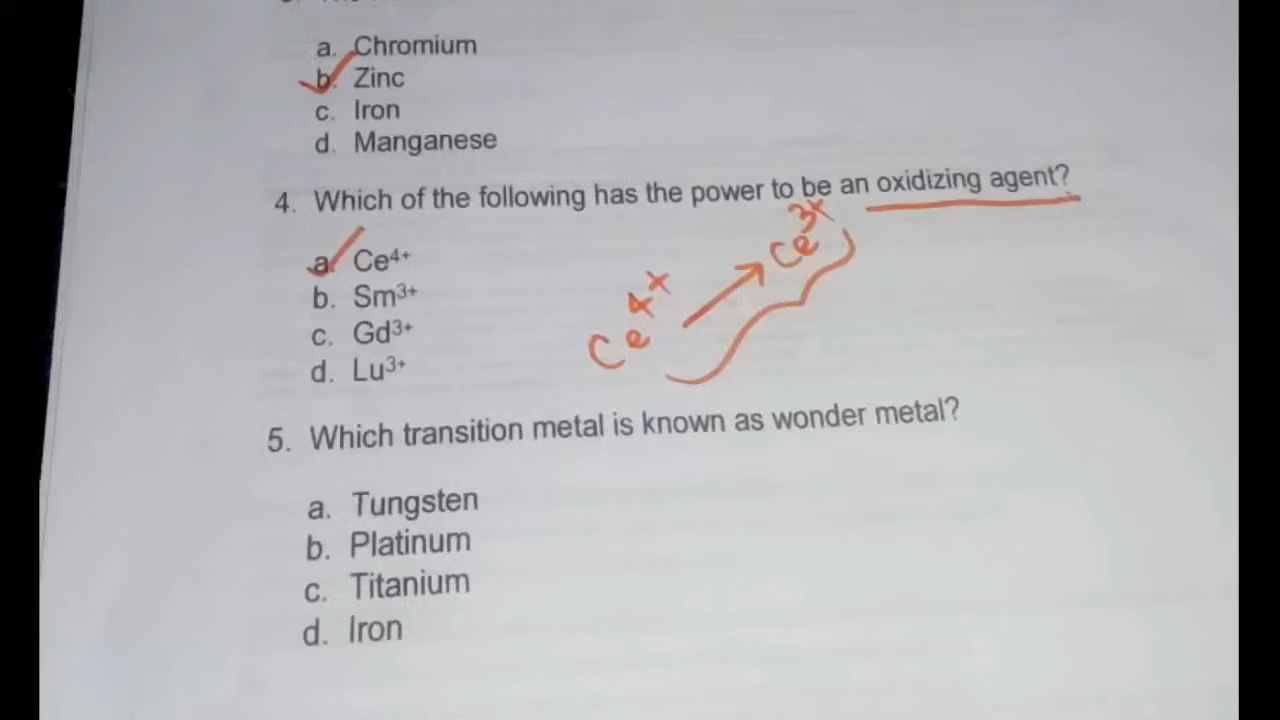 a. Chromium
b. Zinc
c. Iron
d. Manganese
4. Which of the following has the power to be an oxidizing agent?
a. Ce⁴⁺
b. Sm³⁺
c. Gd³⁺
d. Lu³⁺
Ce⁴⁺ → Ce³⁺
5. Which transition metal is known as wonder metal?
a. Tungsten
b. Platinum
c. Titanium
d. Iron